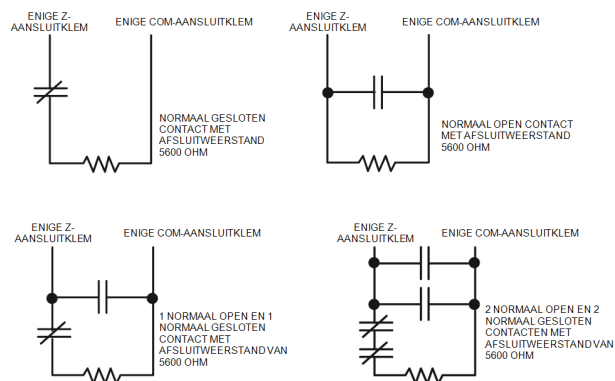 ENIGE Z-
AANSLUITKLEM
ENIGE COM-AANSLUITKLEM
NORMAAL GESLOTEN
CONTACT MET
AFSLUITWEERSTAND
5600 OHM
ENIGE Z-
AANSLUITKLEM
ENIGE COM-AANSLUITKLEM
NORMAAL OPEN CONTACT
MET AFSLUITWEERSTAND
5600 OHM
ENIGE Z-
AANSLUITKLEM
ENIGE COM-AANSLUITKLEM
1 NORMAAL OPEN EN 1
NORMAAL GESLOTEN
CONTACT MET
AFSLUITWEERSTAND VAN
5600 OHM
ENIGE Z-
AANSLUITKLEM
ENIGE COM-AANSLUITKLEM
2 NORMAAL OPEN EN 2
NORMAAL GESLOTEN
CONTACTEN MET
AFSLUITWEERSTAND VAN
5600 OHM